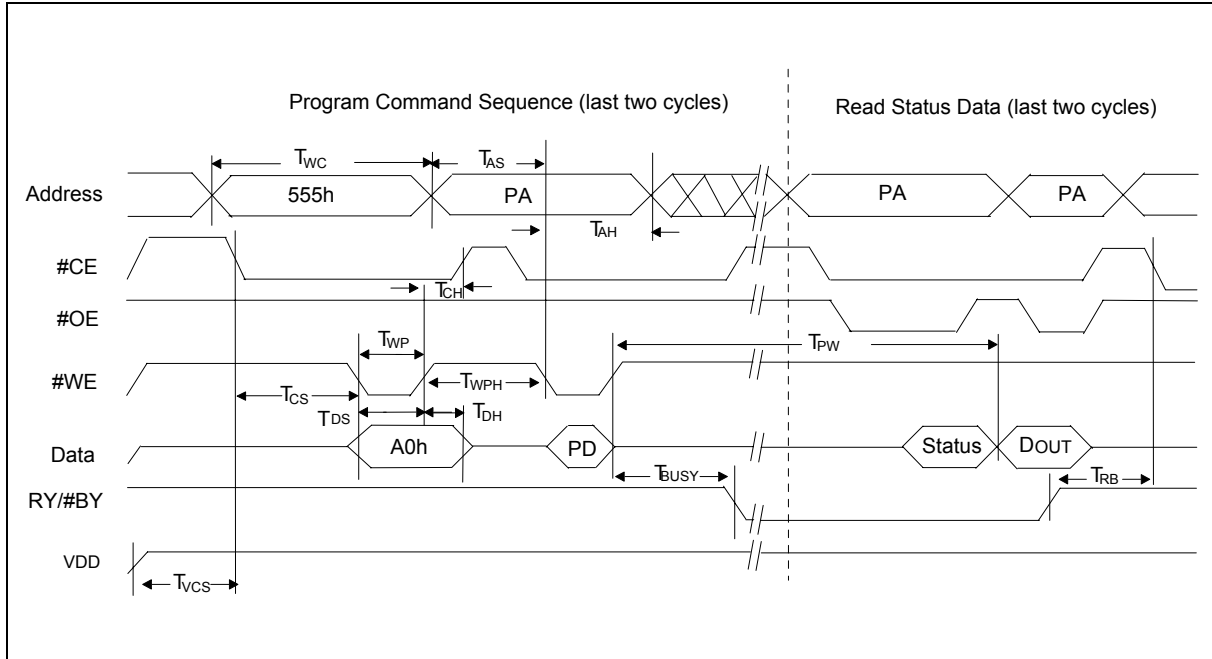 Program Command Sequence (last two cycles)
Read Status Data (last two cycles)
TWC
TAS
Address
555h
PA
PA
PA
TAH
#CE
TCH
#OE
TWP
TPW
#WE
TWPH
TCS
TDS
TDH
Data
A0h
PD
Status
DOUT
TBUSY
TRB
RY/#BY
VDD
TVCS